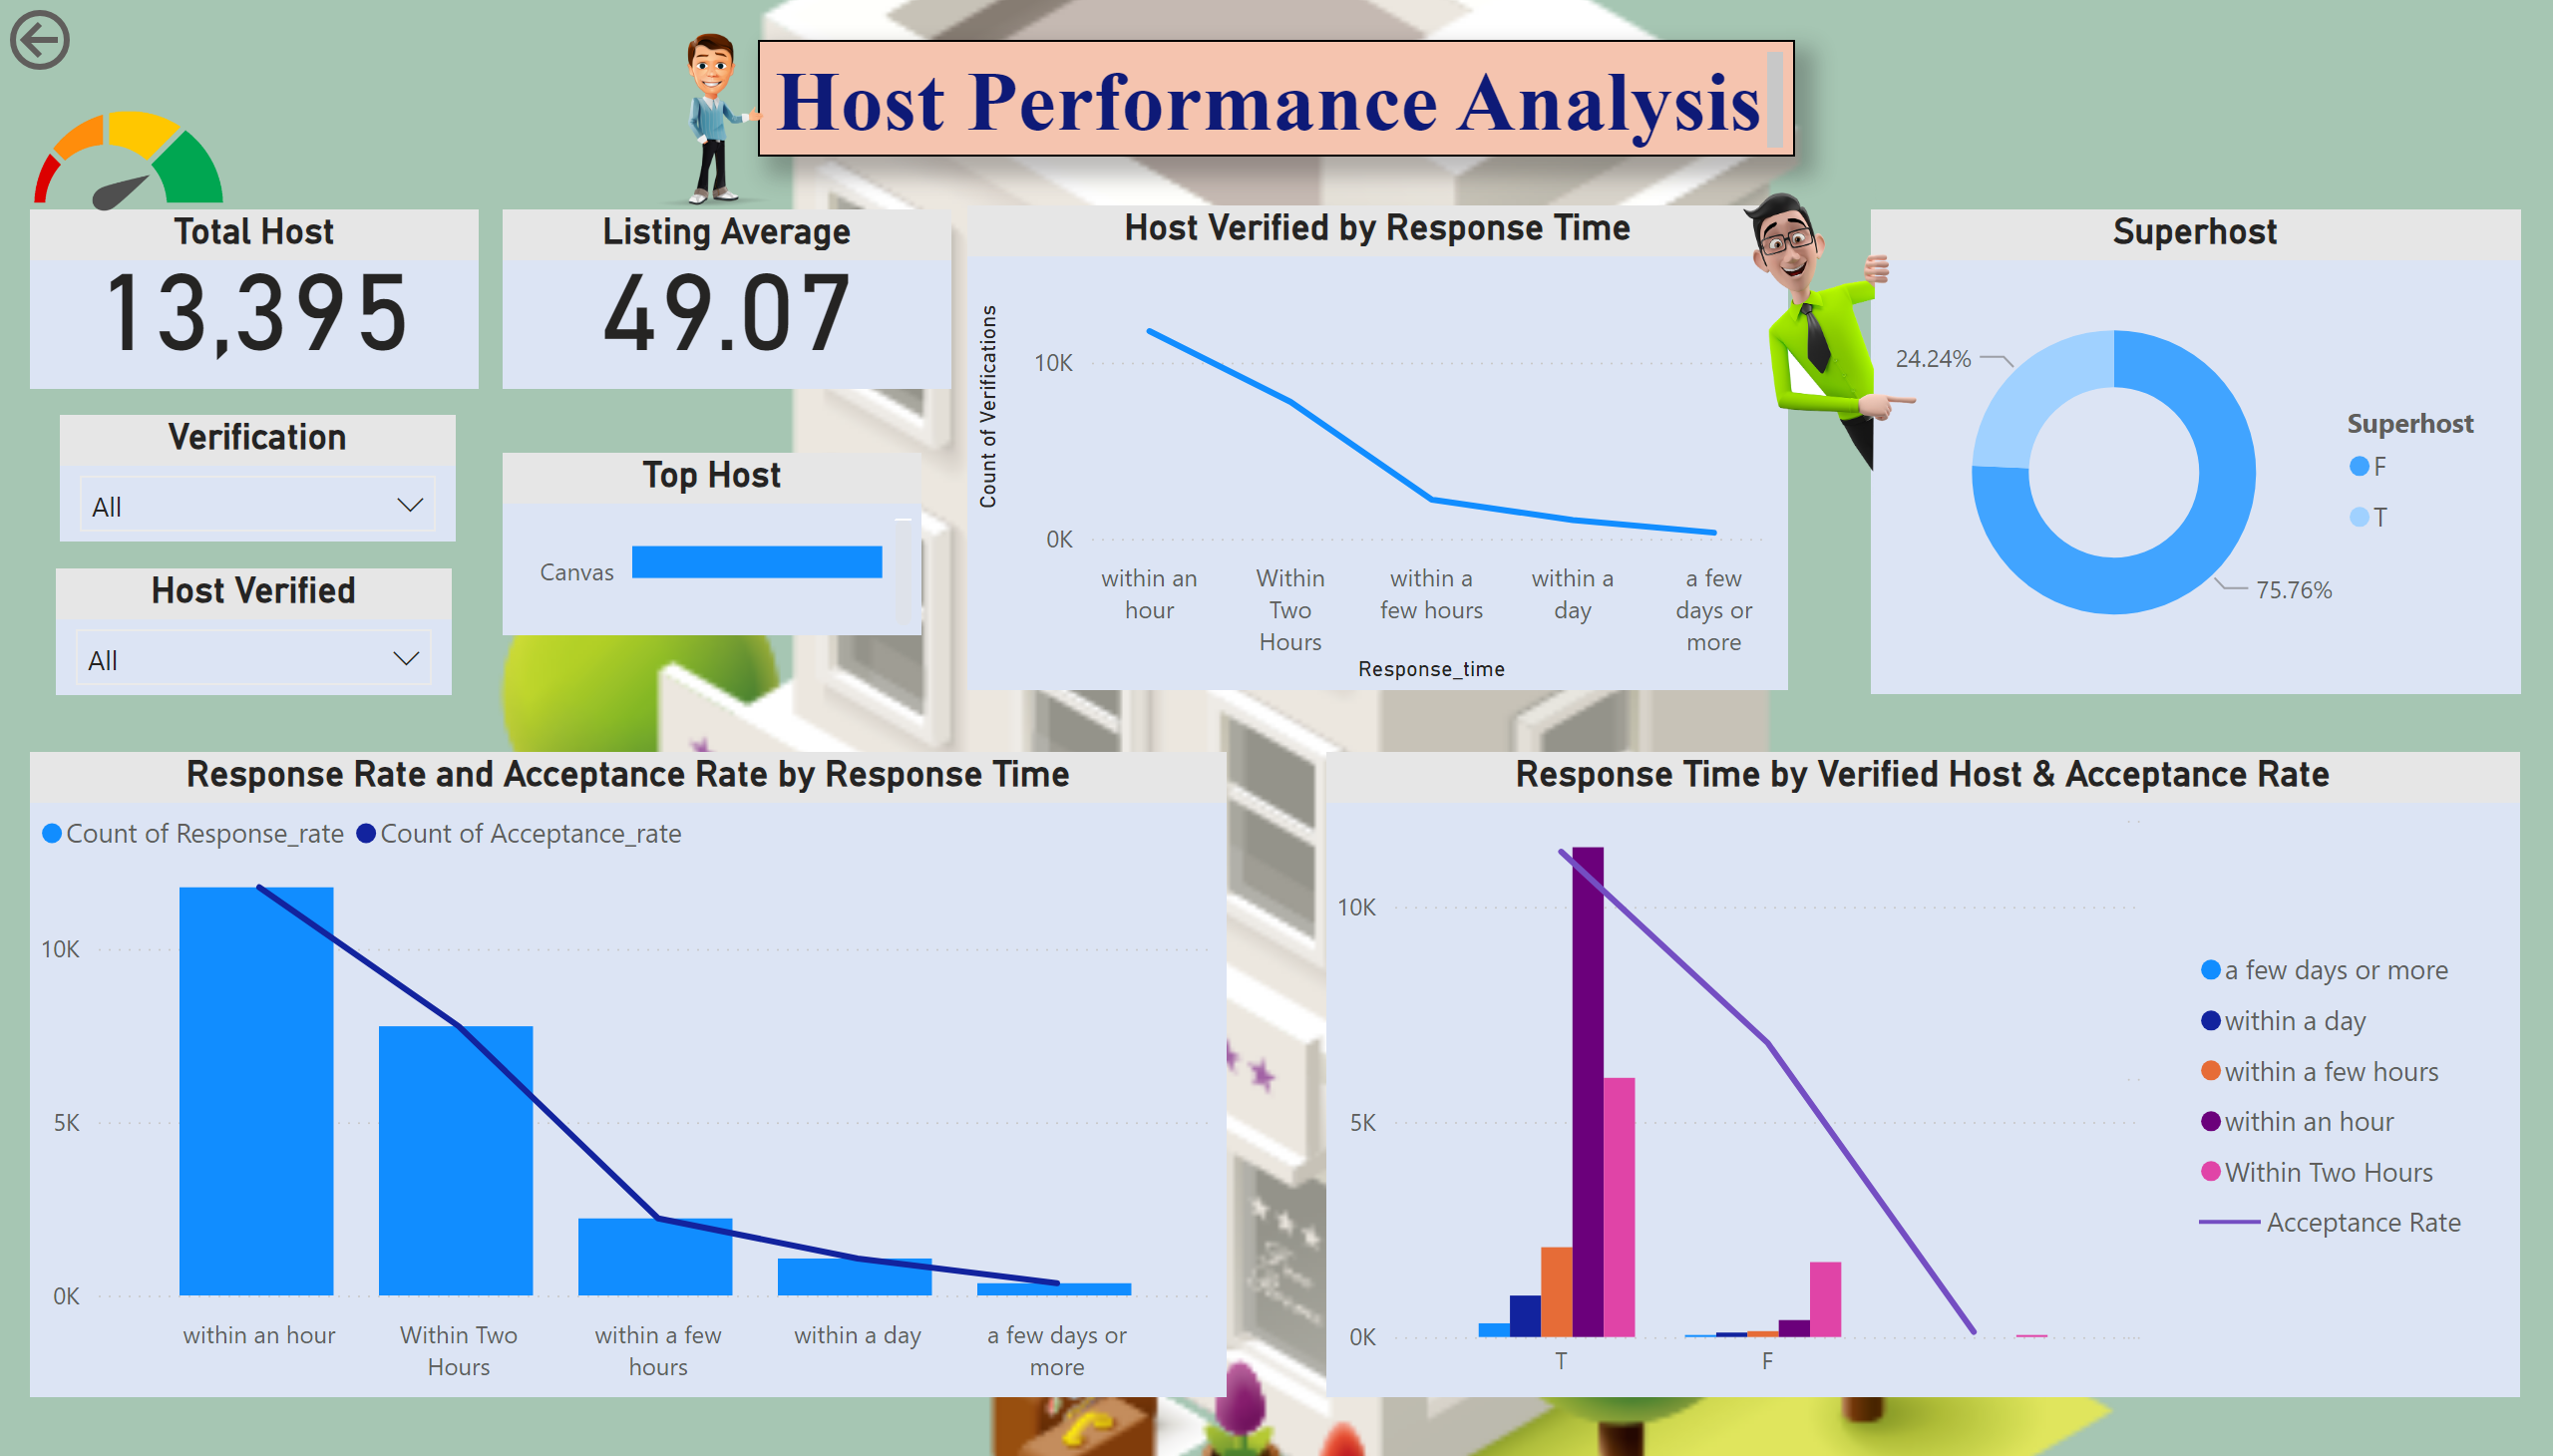 Host Performance Analysis
Total Host
13,395
Listing Average
49.07
Verification
All
Host Verified
All
Top Host
Canvas
Host Verified by Response Time
Count of Verifications
10K
0K
within an
hour
Within
Two
Hours
within a
few hours
within a
day
a few
days or
more
Response_time
Superhost
24.24%
75.76%
Superhost
F
T
Response Rate and Acceptance Rate by Response Time
Count of Response_rate
Count of Acceptance_rate
10K
5K
0K
within an hour
Within Two
Hours
within a few
hours
within a day
a few days or
more
Response Time by Verified Host & Acceptance Rate
10K
5K
0K
T
F
a few days or more
within a day
within a few hours
within an hour
Within Two Hours
Acceptance Rate